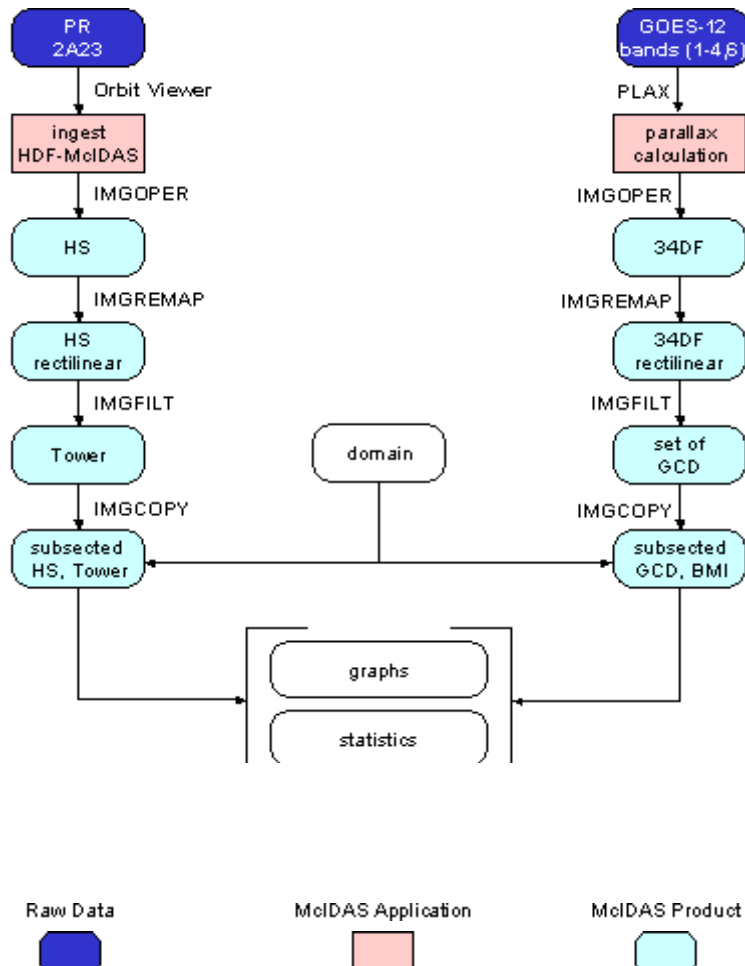 PR
2A23
GOES-12
bands (1-4,6)
Orbit Viewer
PLAX
ingest
HDF-McIDAS
parallax
calculation
IMGOPER
IMGOPER
HS
34DF
IMGREMAP
IMGREMAP
HS
rectilinear
34DF
rectilinear
IMGFILT
IMGFILT
Tower
domain
set of
GCD
IMGCOPY
IMGCOPY
subsected
HS, Tower
subsected
GCD, BMI
graphs
statistics
Raw Data
McIDAS Application
McIDAS Product